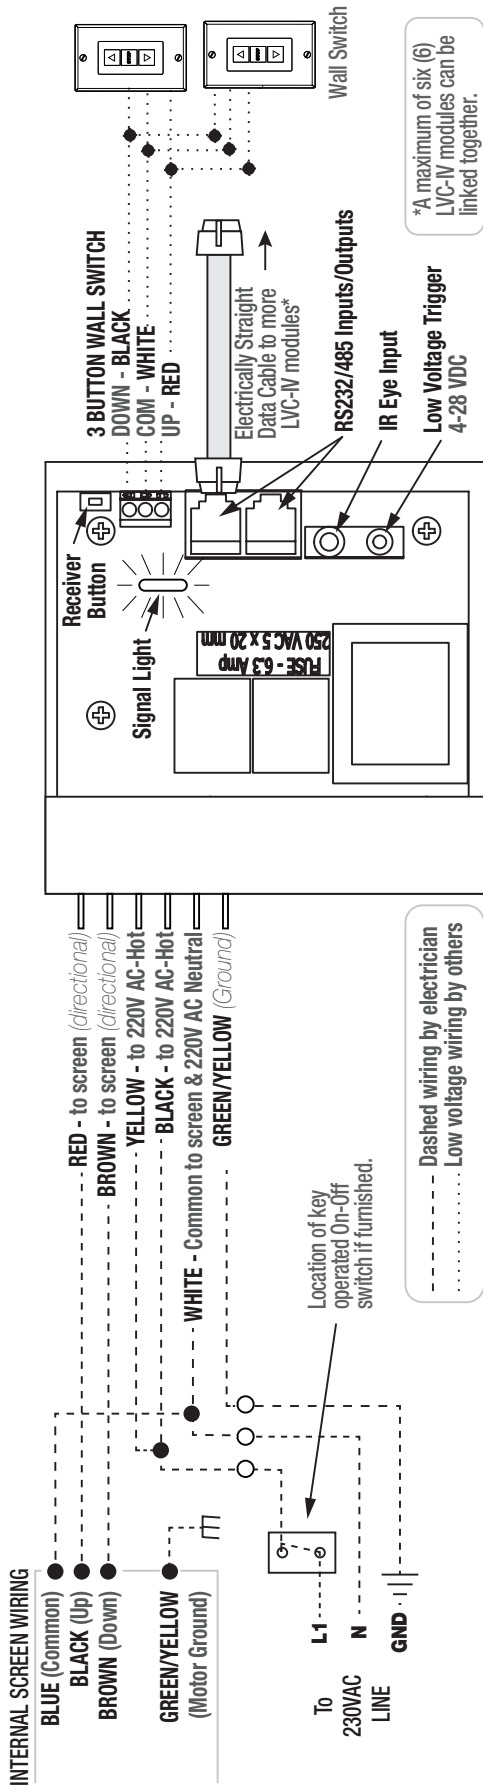 INTERNAL SCREEN WIRING
BLUE (Common)
BLACK (Up)
BROWN (Down)
GREEN/YELLOW
(Motor Ground)
To
230VAC
LINE
L1
N
GND
Location of key
operated On-Off
switch if furnished.
RED - to screen (directional)
BROWN - to screen (directional)
YELLOW - to 220V AC-Hot
BLACK - to 220V AC-Hot
WHITE - Common to screen & 220V AC Neutral
GREEN/YELLOW (Ground)
Dashed wiring by electrician
Low voltage wiring by others
Receiver
Button
Signal Light
FUSE - 6.3 Amp
250 VAC 5 x 20 mm
3 BUTTON WALL SWITCH
DOWN - BLACK
COM - WHITE
UP - RED
Electrically Straight
Data Cable to more
LVC-IV modules*
RS232/485 Inputs/Outputs
IR Eye Input
Low Voltage Trigger
4-28 VDC
STOP
STOP
Wall Switch
*A maximum of six (6)
LVC-IV modules can be
linked together.